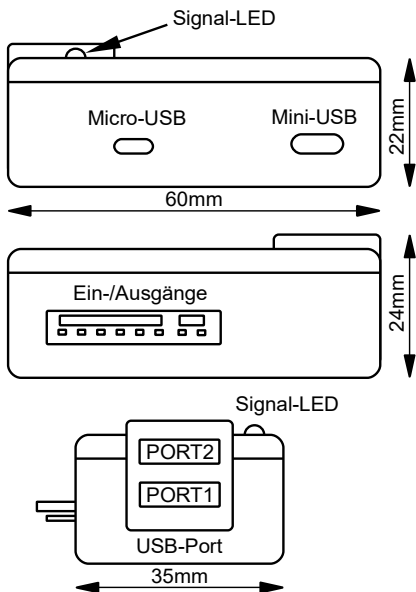 Signal-LED
Micro-USB
Mini-USB
22mm
60mm
Ein-/Ausgänge
24mm
Signal-LED
PORT2
PORT1
USB-Port
35mm